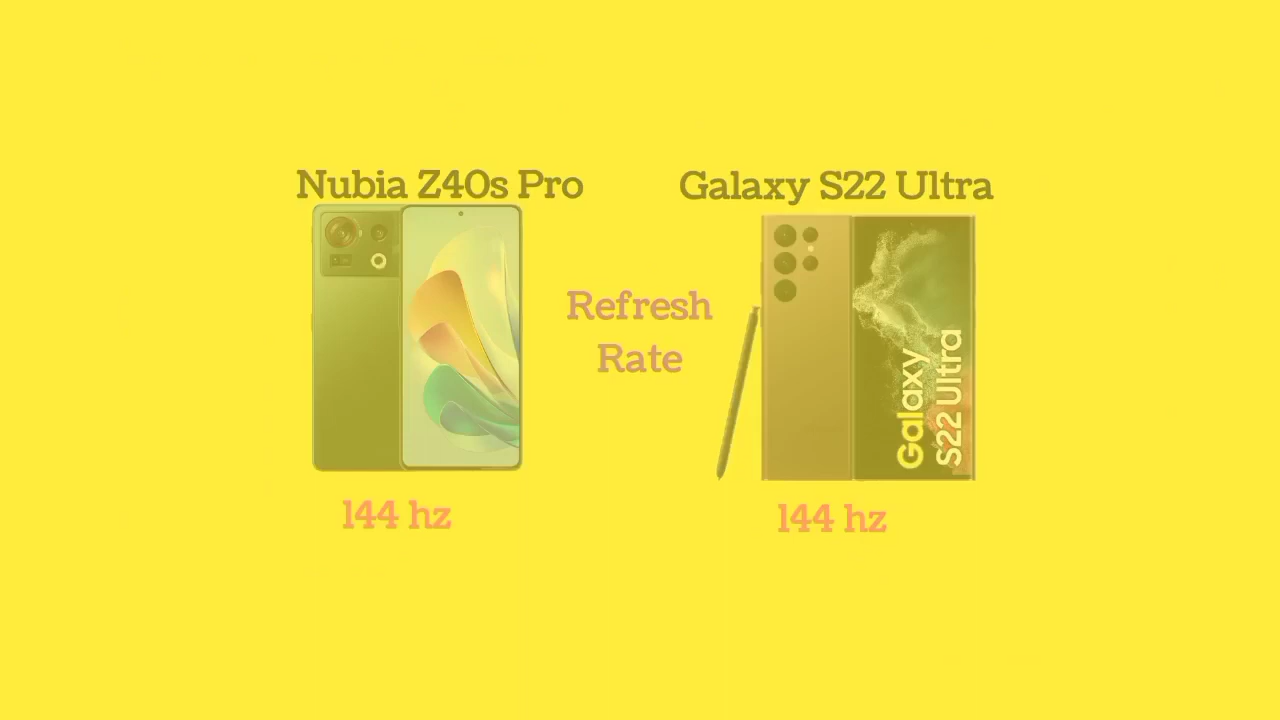 Nubia Z40s Pro
Galaxy S22 Ultra
Refresh
Rate
Galaxy
S22 Ultra
144 hz
144 hz